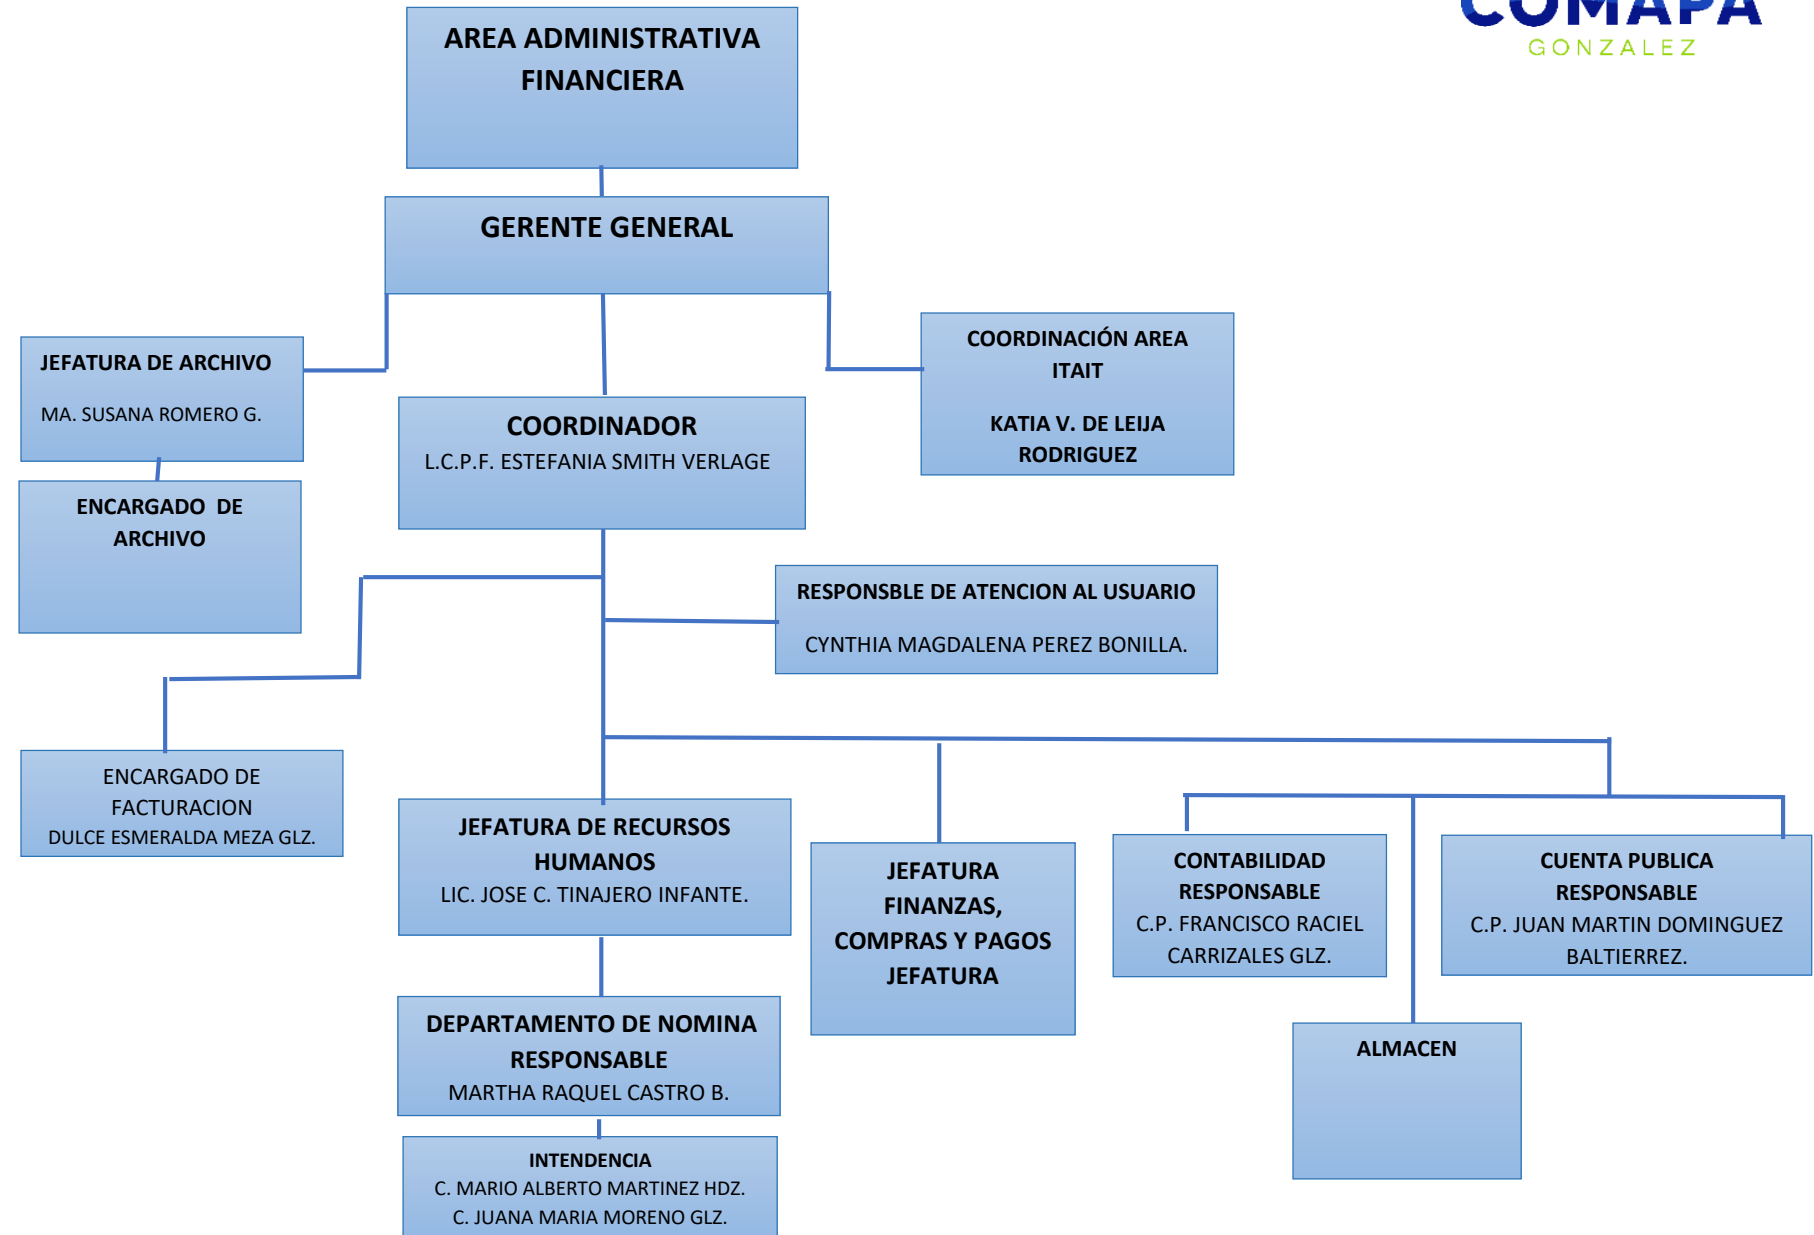 COMAPA
GONZALEZ
AREA ADMINISTRATIVA
FINANCIERA
GERENTE GENERAL
JEFATURA DE ARCHIVO
MA. SUSANA ROMERO G.
COORDINACIÓN AREA
ITAIT
KATIA V. DE LEIJA
RODRIGUEZ
COORDINADOR
L.C.P.F. ESTEFANIA SMITH VERLAGE
ENCARGADO DE
ARCHIVO
RESPONSBLE DE ATENCION AL USUARIO
CYNTHIA MAGDALENA PEREZ BONILLA.
ENCARGADO DE
FACTURACION
DULCE ESMERALDA MEZA GLZ.
JEFATURA DE RECURSOS
HUMANOS
LIC. JOSE C. TINAJERO INFANTE.
JEFATURA
FINANZAS,
COMPRAS Y PAGOS
JEFATURA
CONTABILIDAD
RESPONSABLE
C.P. FRANCISCO RACIEL
CARRIZALES GLZ.
CUENTA PUBLICA
RESPONSABLE
C.P. JUAN MARTIN DOMINGUEZ
BALTIERREZ.
DEPARTAMENTO DE NOMINA
RESPONSABLE
MARTHA RAQUEL CASTRO B.
ALMACEN
INTENDENCIA
C. MARIO ALBERTO MARTINEZ HDZ.
C. JUANA MARIA MORENO GLZ.